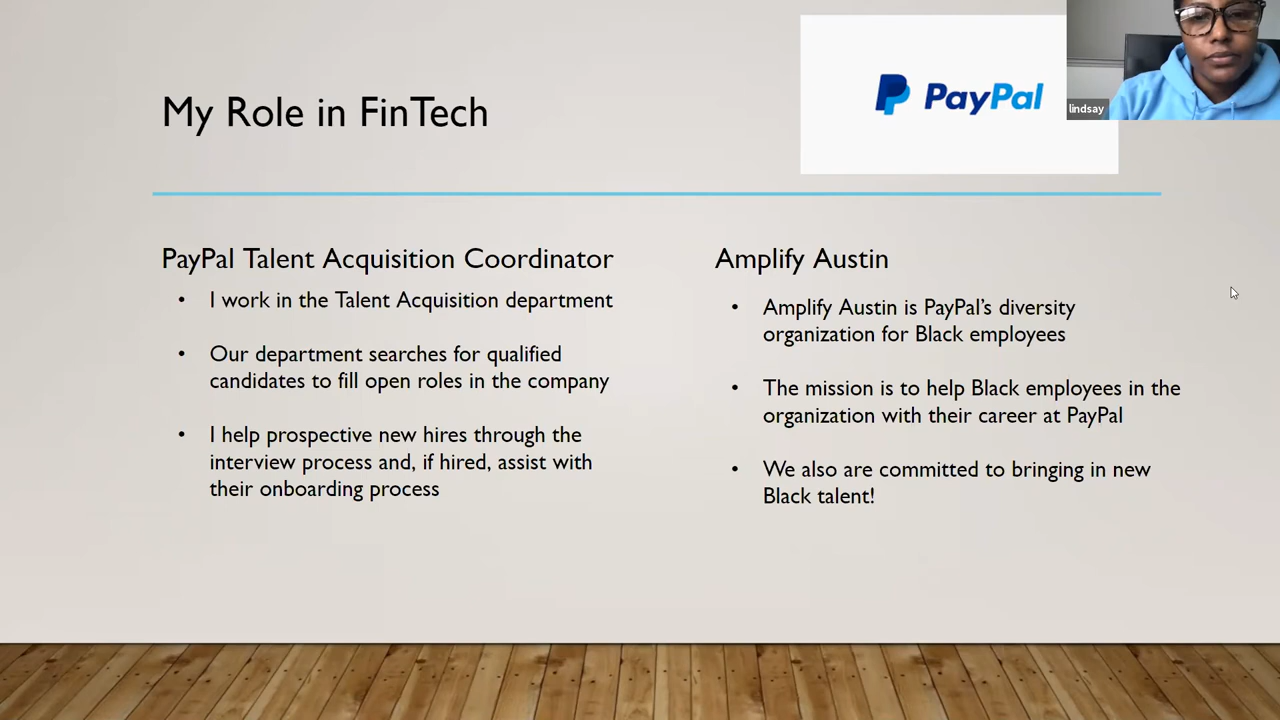 My Role in FinTech
PayPal
lindsay
PayPal Talent Acquisition Coordinator
• I work in the Talent Acquisition department
• Our department searches for qualified
candidates to fill open roles in the company
• I help prospective new hires through the
interview process and, if hired, assist with
their onboarding process
Amplify Austin
• Amplify Austin is PayPal’s diversity
organization for Black employees
• The mission is to help Black employees in the
organization with their career at PayPal
• We also are committed to bringing in new
Black talent!